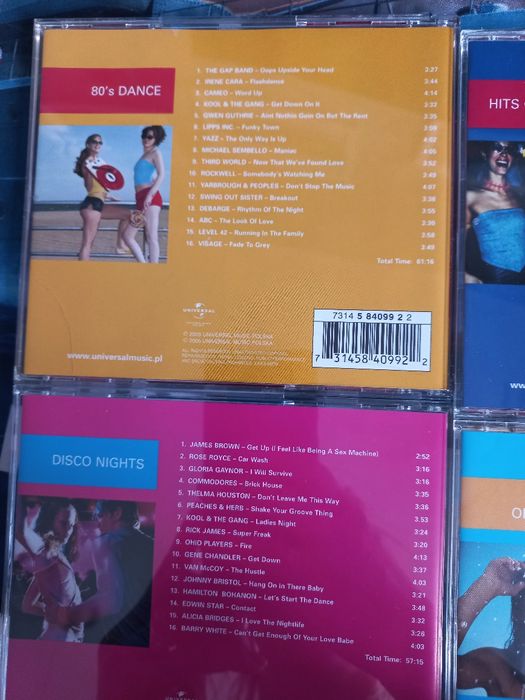 80's DANCE
1. THE GAP BAND – Oops Upside Your Head 3:27
2. IRENE CARA – Flashdance 3:44
3. CAMEO – Word Up 4:14
4. KOOL & THE GANG – Get Down On It 3:32
5. GWEN GUTHRIE – Aint Nothin Goin On But The Rent 3:35
6. LIPPS INC. – Funky Town 3:59
7. YAZZ – The Only Way Is Up 4:02
8. MICHAEL SEMBELLO – Maniac 4:05
9. THIRD WORLD – Now That We've Found Love 3:52
10. ROCKWELL – Somebody's Watching Me 2:49
11. YARBROUGH & PEOPLES – Don't Stop The Music 4:07
12. SWING OUT SISTER – Breakout 3:38
13. DEBARGE – Rhythm Of The Night 3:55
14. ABC – The Look Of Love 3:26
15. LEVEL 42 – Running In The Family 3:58
16. VISAGE – Fade To Grey 3:49
Total Time: 61:16
UNIVERSAL
℗ 2005 UNIVERSAL MUSIC POLSKA
© 2005 UNIVERSAL MUSIC POLSKA
7314 5 84099 2 2
7 31458 40992 2
www.universalmusic.pl
HITS
www
DISCO NIGHTS
1. JAMES BROWN – Get Up (I Feel Like Being A Sex Machine) 2:52
2. ROSE ROYCE – Car Wash 3:16
3. GLORIA GAYNOR – I Will Survive 3:16
4. COMMODORES – Brick House 3:35
5. THELMA HOUSTON – Don't Leave Me This Way 3:36
6. PEACHES & HERB – Shake Your Groove Thing 3.53
7. KOOL & THE GANG – Ladies Night 3:24
8. RICK JAMES – Super Freak 3:20
9. OHIO PLAYERS – Fire 4:13
10. GENE CHANDLER – Get Down 3:37
11. VAN McCOY – The Hustle 4.03
12. JOHNNY BRISTOL – Hang On In There Baby 3:21
13. HAMILTON BOHANON – Let's Start The Dance 3:48
14. EDWIN STAR – Contact 3:32
15. ALICIA BRIDGES – I Love The Nightlife 3:28
16. BARRY WHITE – Can't Get Enough Of Your Love Babe 4:03
Total Time: 57:15
UNIVERSAL